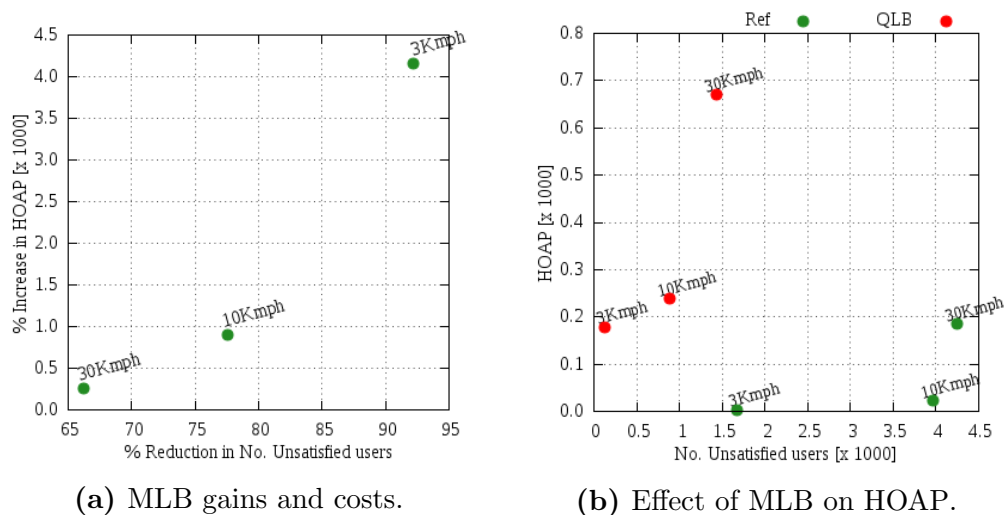 Ref QLB
4.5
4.0
3.5
3.0
2.5
2.0
1.5
1.0
0.5
0.0
% Increase in HOAP [x 1000]
3Kmph
10Kmph
30Kmph
65 70 75 80 85 90 95
% Reduction in No. Unsatisfied users
(a) MLB gains and costs.
0.8
0.7
0.6
0.5
0.4
0.3
0.2
0.1
0.0
HOAP [x 1000]
30Kmph
10Kmph
3Kmph
30Kmph
10Kmph
3Kmph
0 0.5 1 1.5 2 2.5 3 3.5 4 4.5
No. Unsatisfied users [x 1000]
(b) Effect of MLB on HOAP.